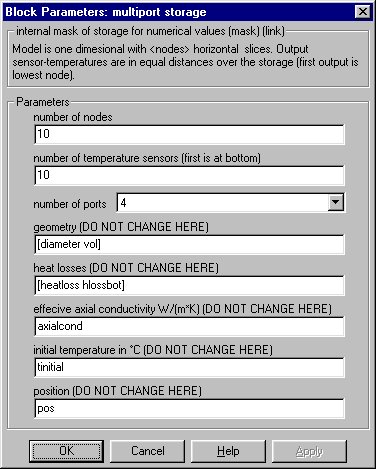 Block Parameters: multiport storage
internal mask of storage for numerical values (mask) (link)
Model is one dimesional with <nodes> horizontal slices. Output
sensor-temperatures are in equal distances over the storage (first output is
lowest node).
Parameters
number of nodes
10
number of temperature sensors (first is at bottom)
10
number of ports 4
geometry (DO NOT CHANGE HERE)
[diameter vol]
heat losses (DO NOT CHANGE HERE)
[heatloss hlossbot]
effecive axial conductivity W/(m*K) (DO NOT CHANGE HERE)
axialcond
initial temperature in °C (DO NOT CHANGE HERE)
tinitial
position (DO NOT CHANGE HERE)
pos
OK Cancel Help Apply